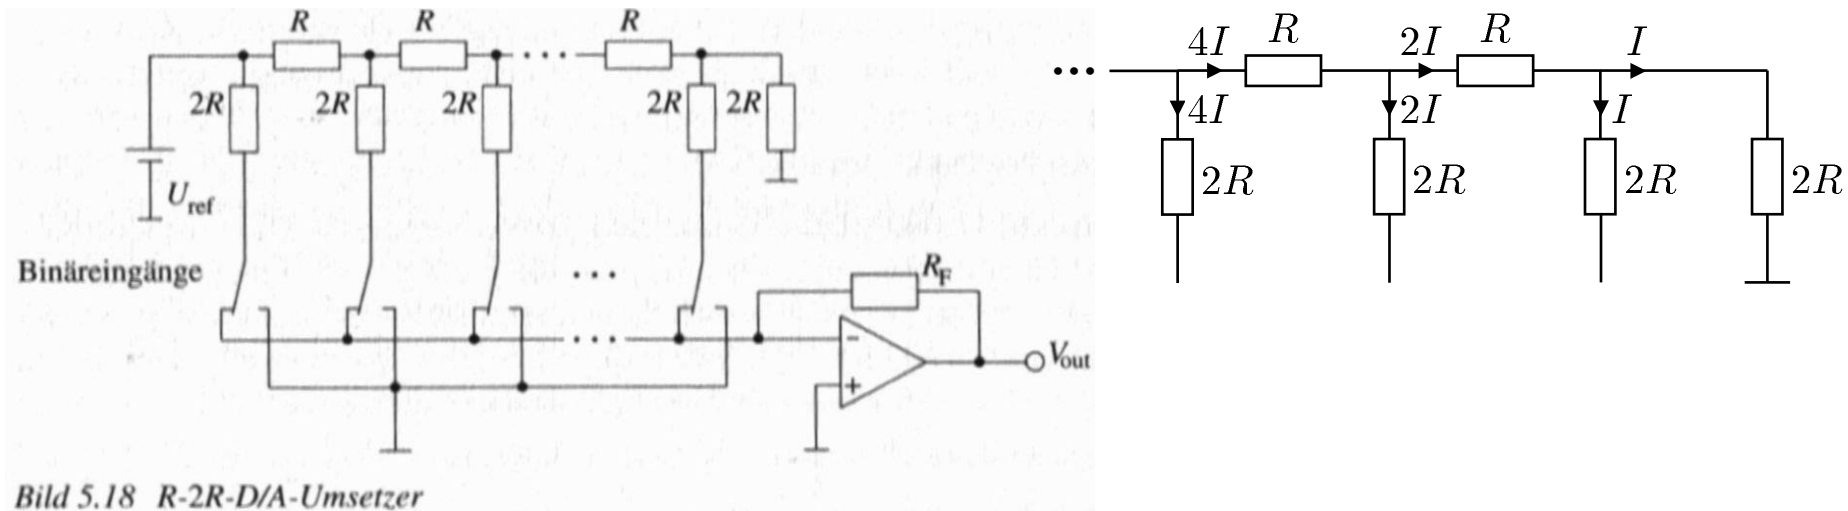 R R R
2R 2R 2R 2R 2R
U_ref
Binäreingänge
R_F
-
+
V_out
Bild 5.18 R-2R-D/A-Umsetzer
4I R 2I R I
4I 2I I
2R 2R 2R 2R